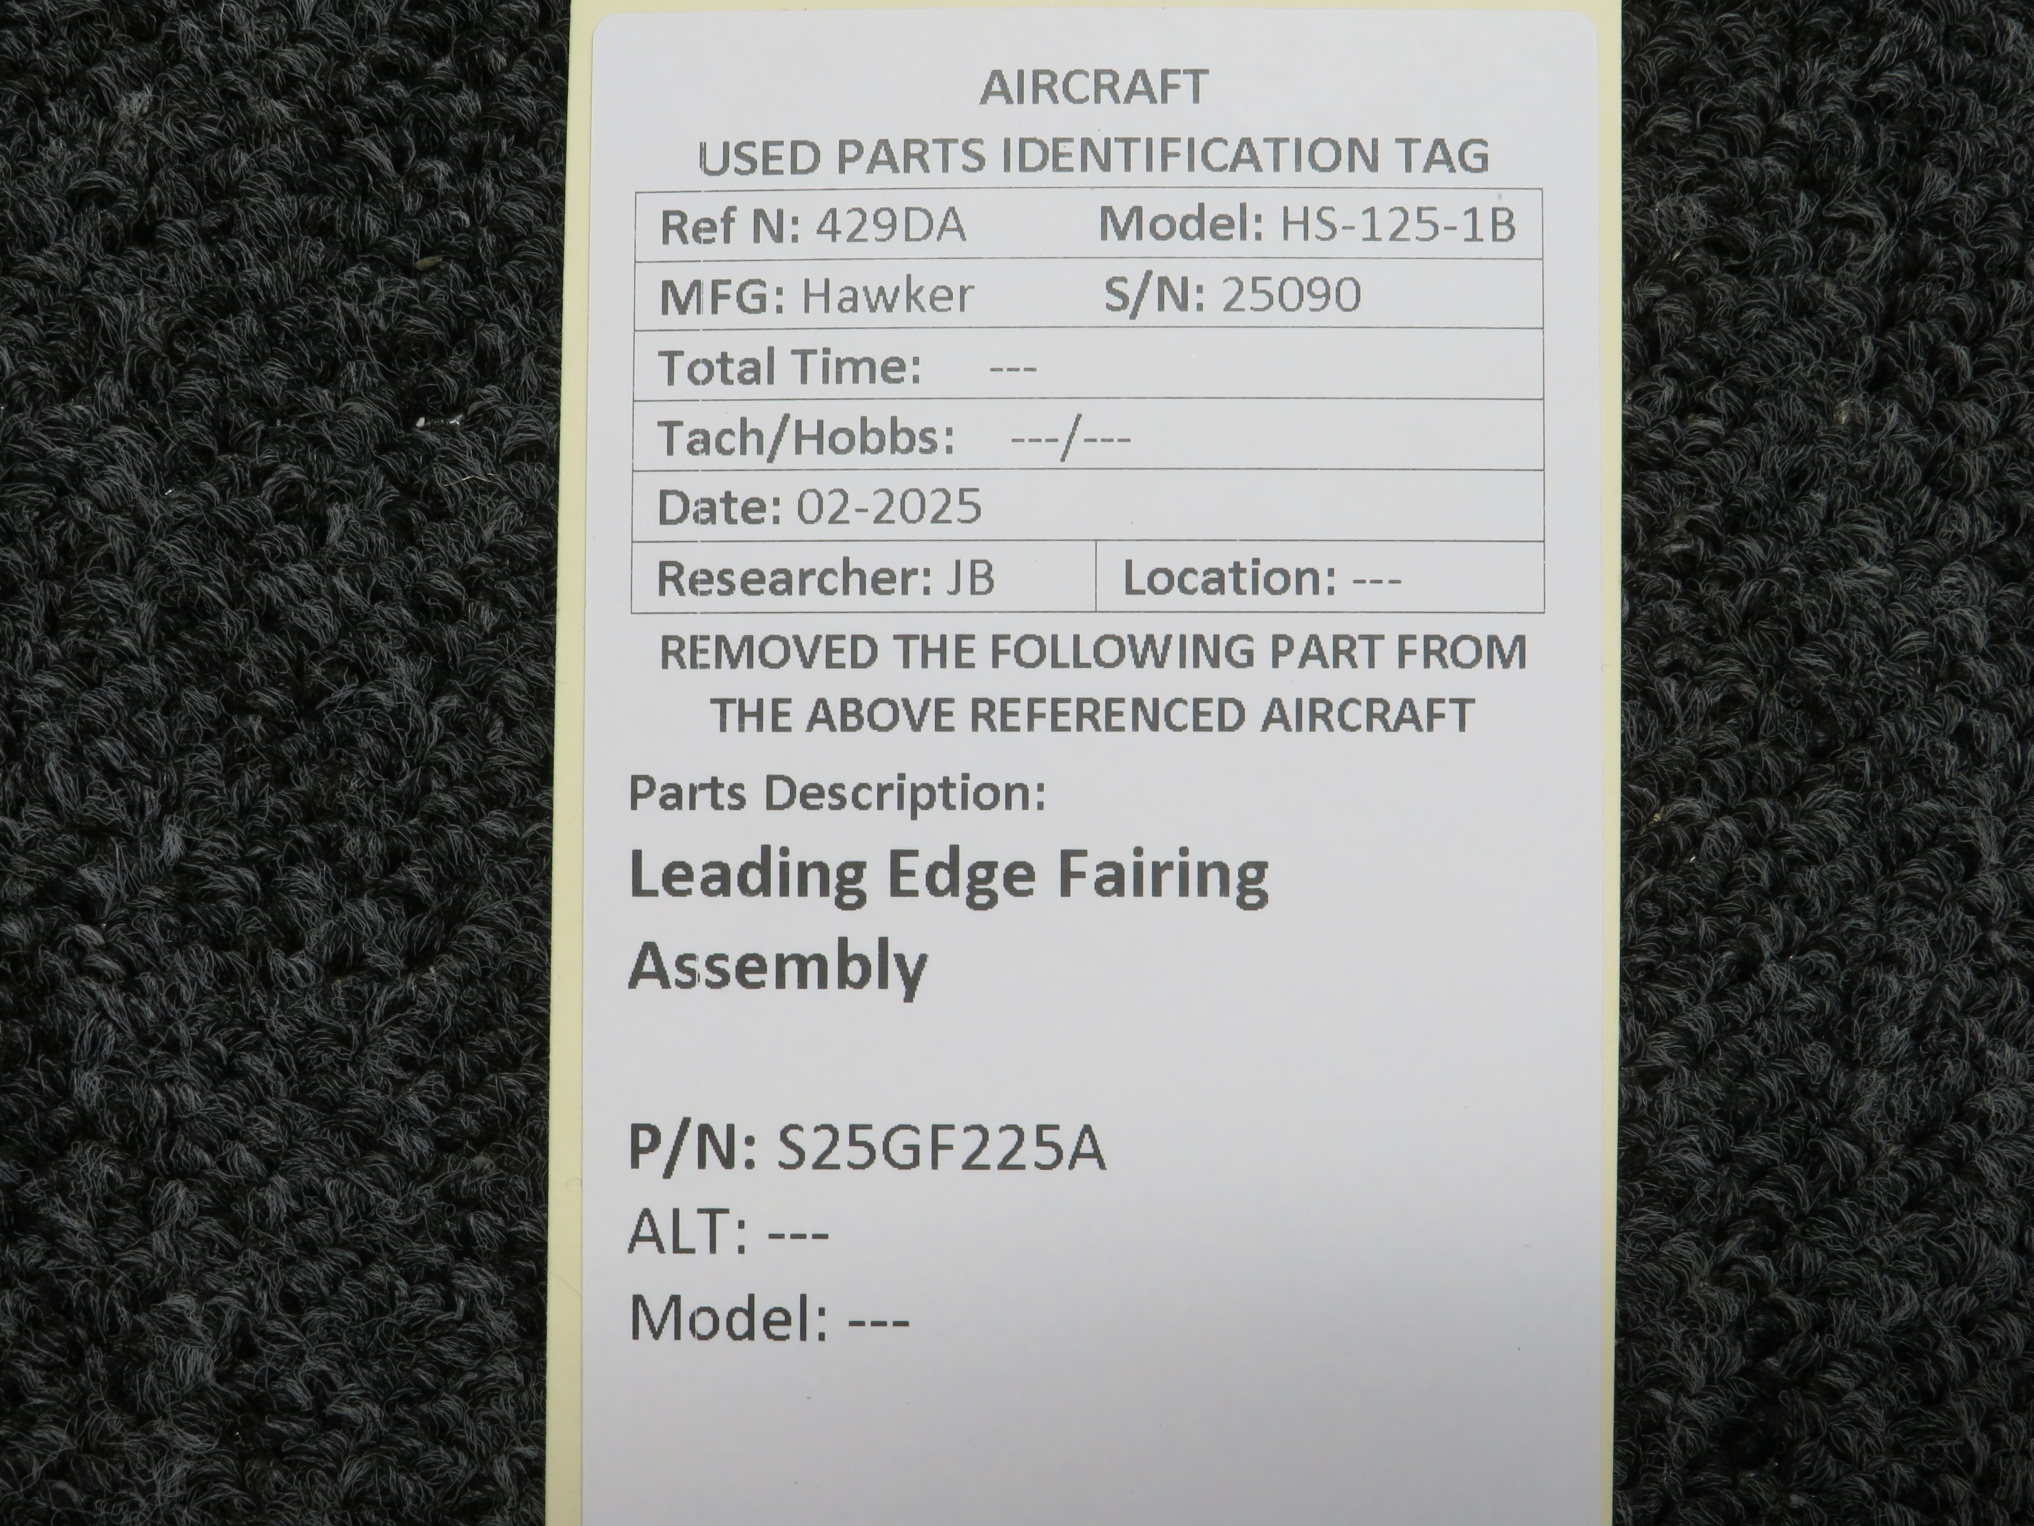 AIRCRAFT
USED PARTS IDENTIFICATION TAG
Ref N: 429DA Model: HS-125-1B
MFG: Hawker S/N: 25090
Total Time: ---
Tach/Hobbs: ---/---
Date: 02-2025
Researcher: JB Location: ---
REMOVED THE FOLLOWING PART FROM
THE ABOVE REFERENCED AIRCRAFT
Parts Description:
Leading Edge Fairing
Assembly
P/N: S25GF225A
ALT: ---
Model: ---